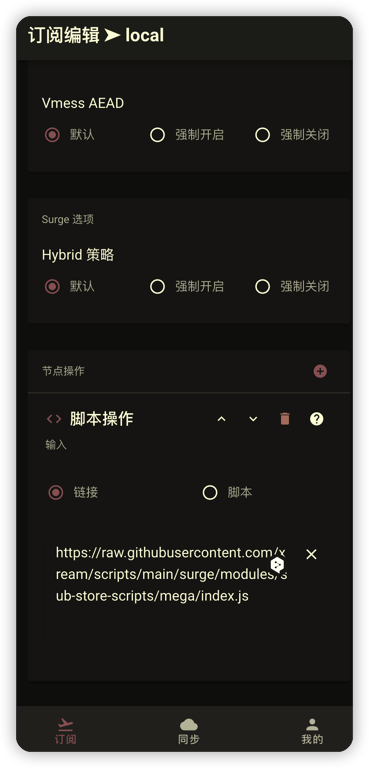 订阅编辑 ➤ local
Vmess AEAD
默认 强制开启 强制关闭
Surge 选项
Hybrid 策略
默认 强制开启 强制关闭
节点操作
脚本操作
输入
链接 脚本
https://raw.githubusercontent.com/x
ream/scripts/main/surge/modules/s
ub-store-scripts/mega/index.js
订阅 同步 我的